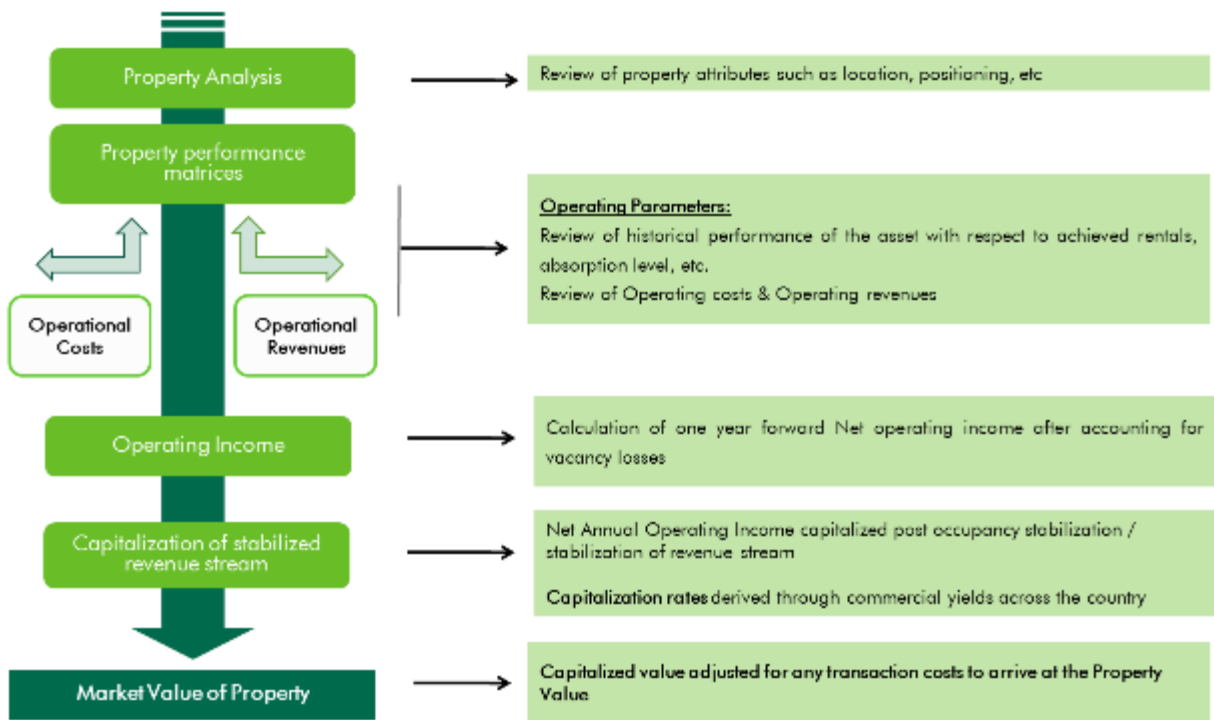 Property Analysis
Review of property attributes such as location, positioning, etc
Property performance
matrices
Operating Parameters:
Review of historical performance of the asset with respect to achieved rentals,
absorption level, etc.
Review of Operating costs & Operating revenues
Operational
Costs
Operational
Revenues
Operating Income
Calculation of one year forward Net operating income after accounting for
vacancy losses
Capitalization of stabilized
revenue stream
Net Annual Operating Income capitalized post occupancy stabilization /
stabilization of revenue stream
Capitalization rates derived through commercial yields across the country
Market Value of Property
Capitalized value adjusted for any transaction costs to arrive at the Property
Value